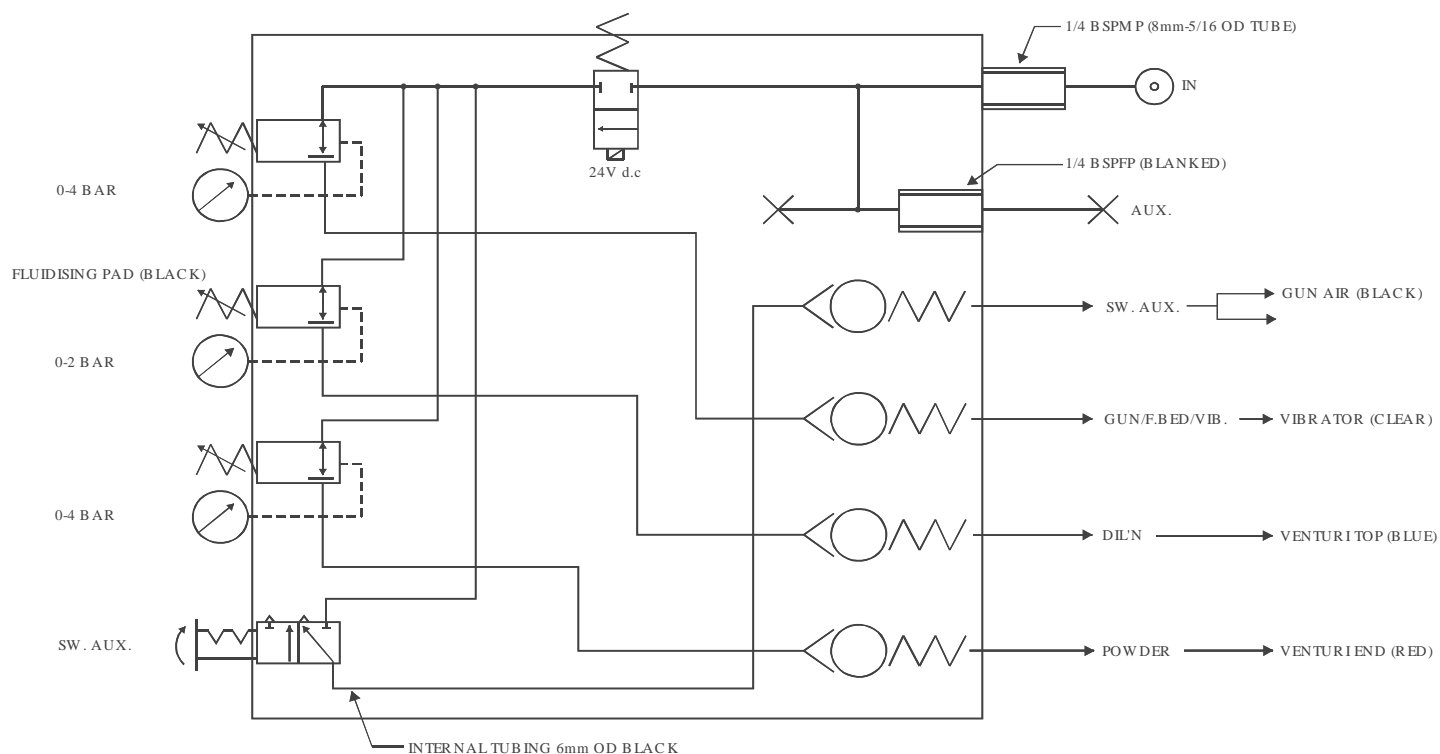 1/4 BSPMP (8mm-5/16 OD TUBE)
IN
24V d.c
1/4 BSPFP (BLANKED)
0-4 BAR
AUX.
FLUIDISING PAD (BLACK)
GUN AIR (BLACK)
SW. AUX.
0-2 BAR
GUN/F.BED/VIB.
VIBRATOR (CLEAR)
0-4 BAR
DIL'N
VENTURI TOP (BLUE)
SW. AUX.
POWDER
VENTURI END (RED)
INTERNAL TUBING 6mm OD BLACK